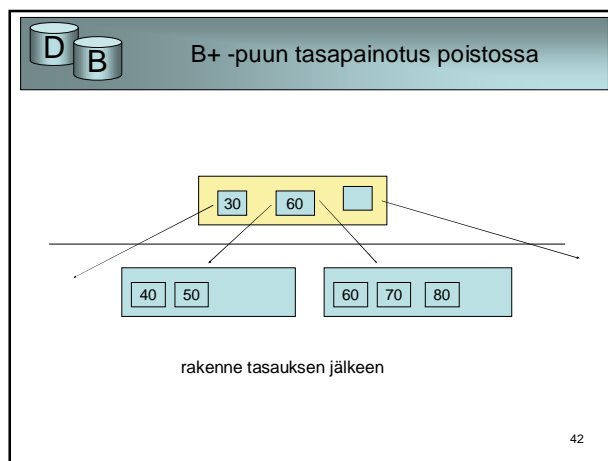 D B
B+ -puun tasapainotus poistossa
30 60
40 50 60 70 80
rakenne tasauksen jälkeen
42